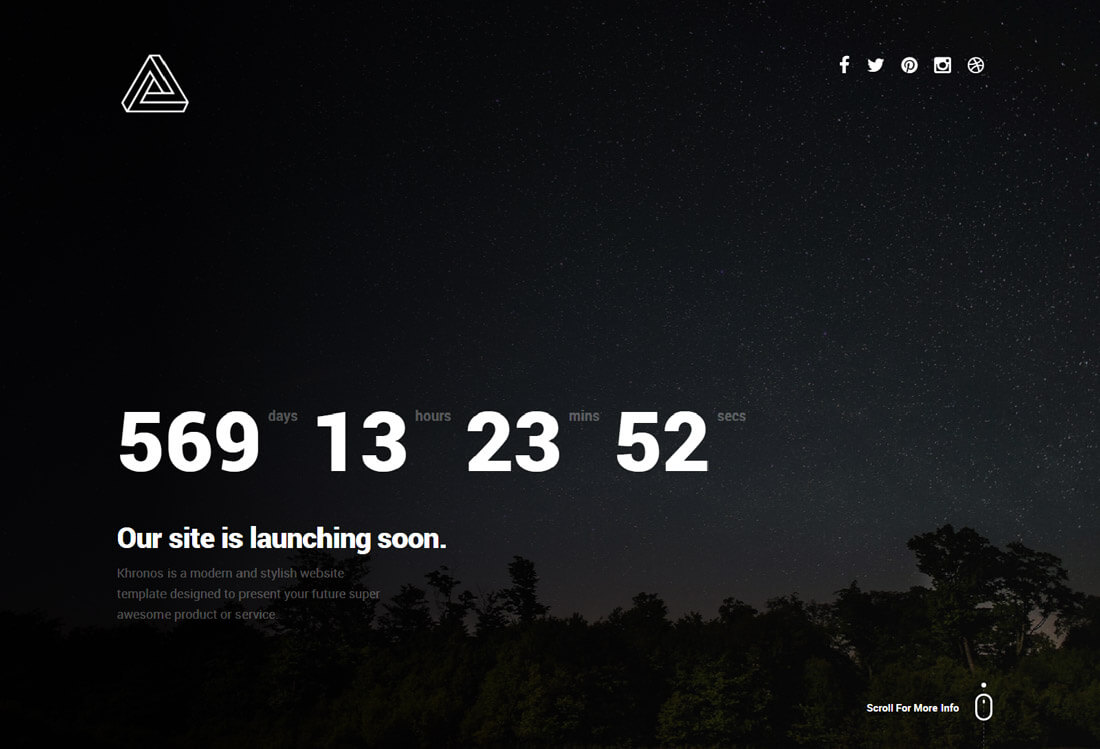 569 days 13 hours 23 mins 52 secs
Our site is launching soon.
Khronos is a modern and stylish website
template designed to present your future super
awesome product or service.
Scroll For More Info